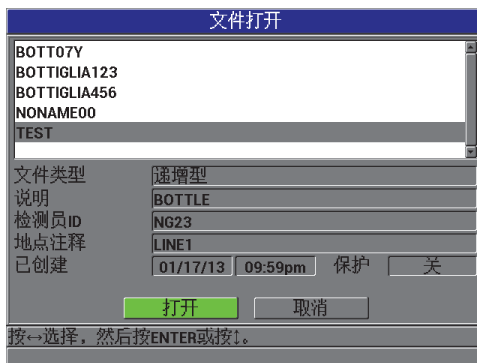 文件打开
BOTT07Y
BOTTIGLIA123
BOTTIGLIA456
NONAME00
TEST
文件类型 递增型
说明 BOTTLE
检测员ID NG23
地点注释 LINE1
已创建 01/17/13 09:59pm 保护 关
打开 取消
按↔选择，然后按ENTER或按↕。